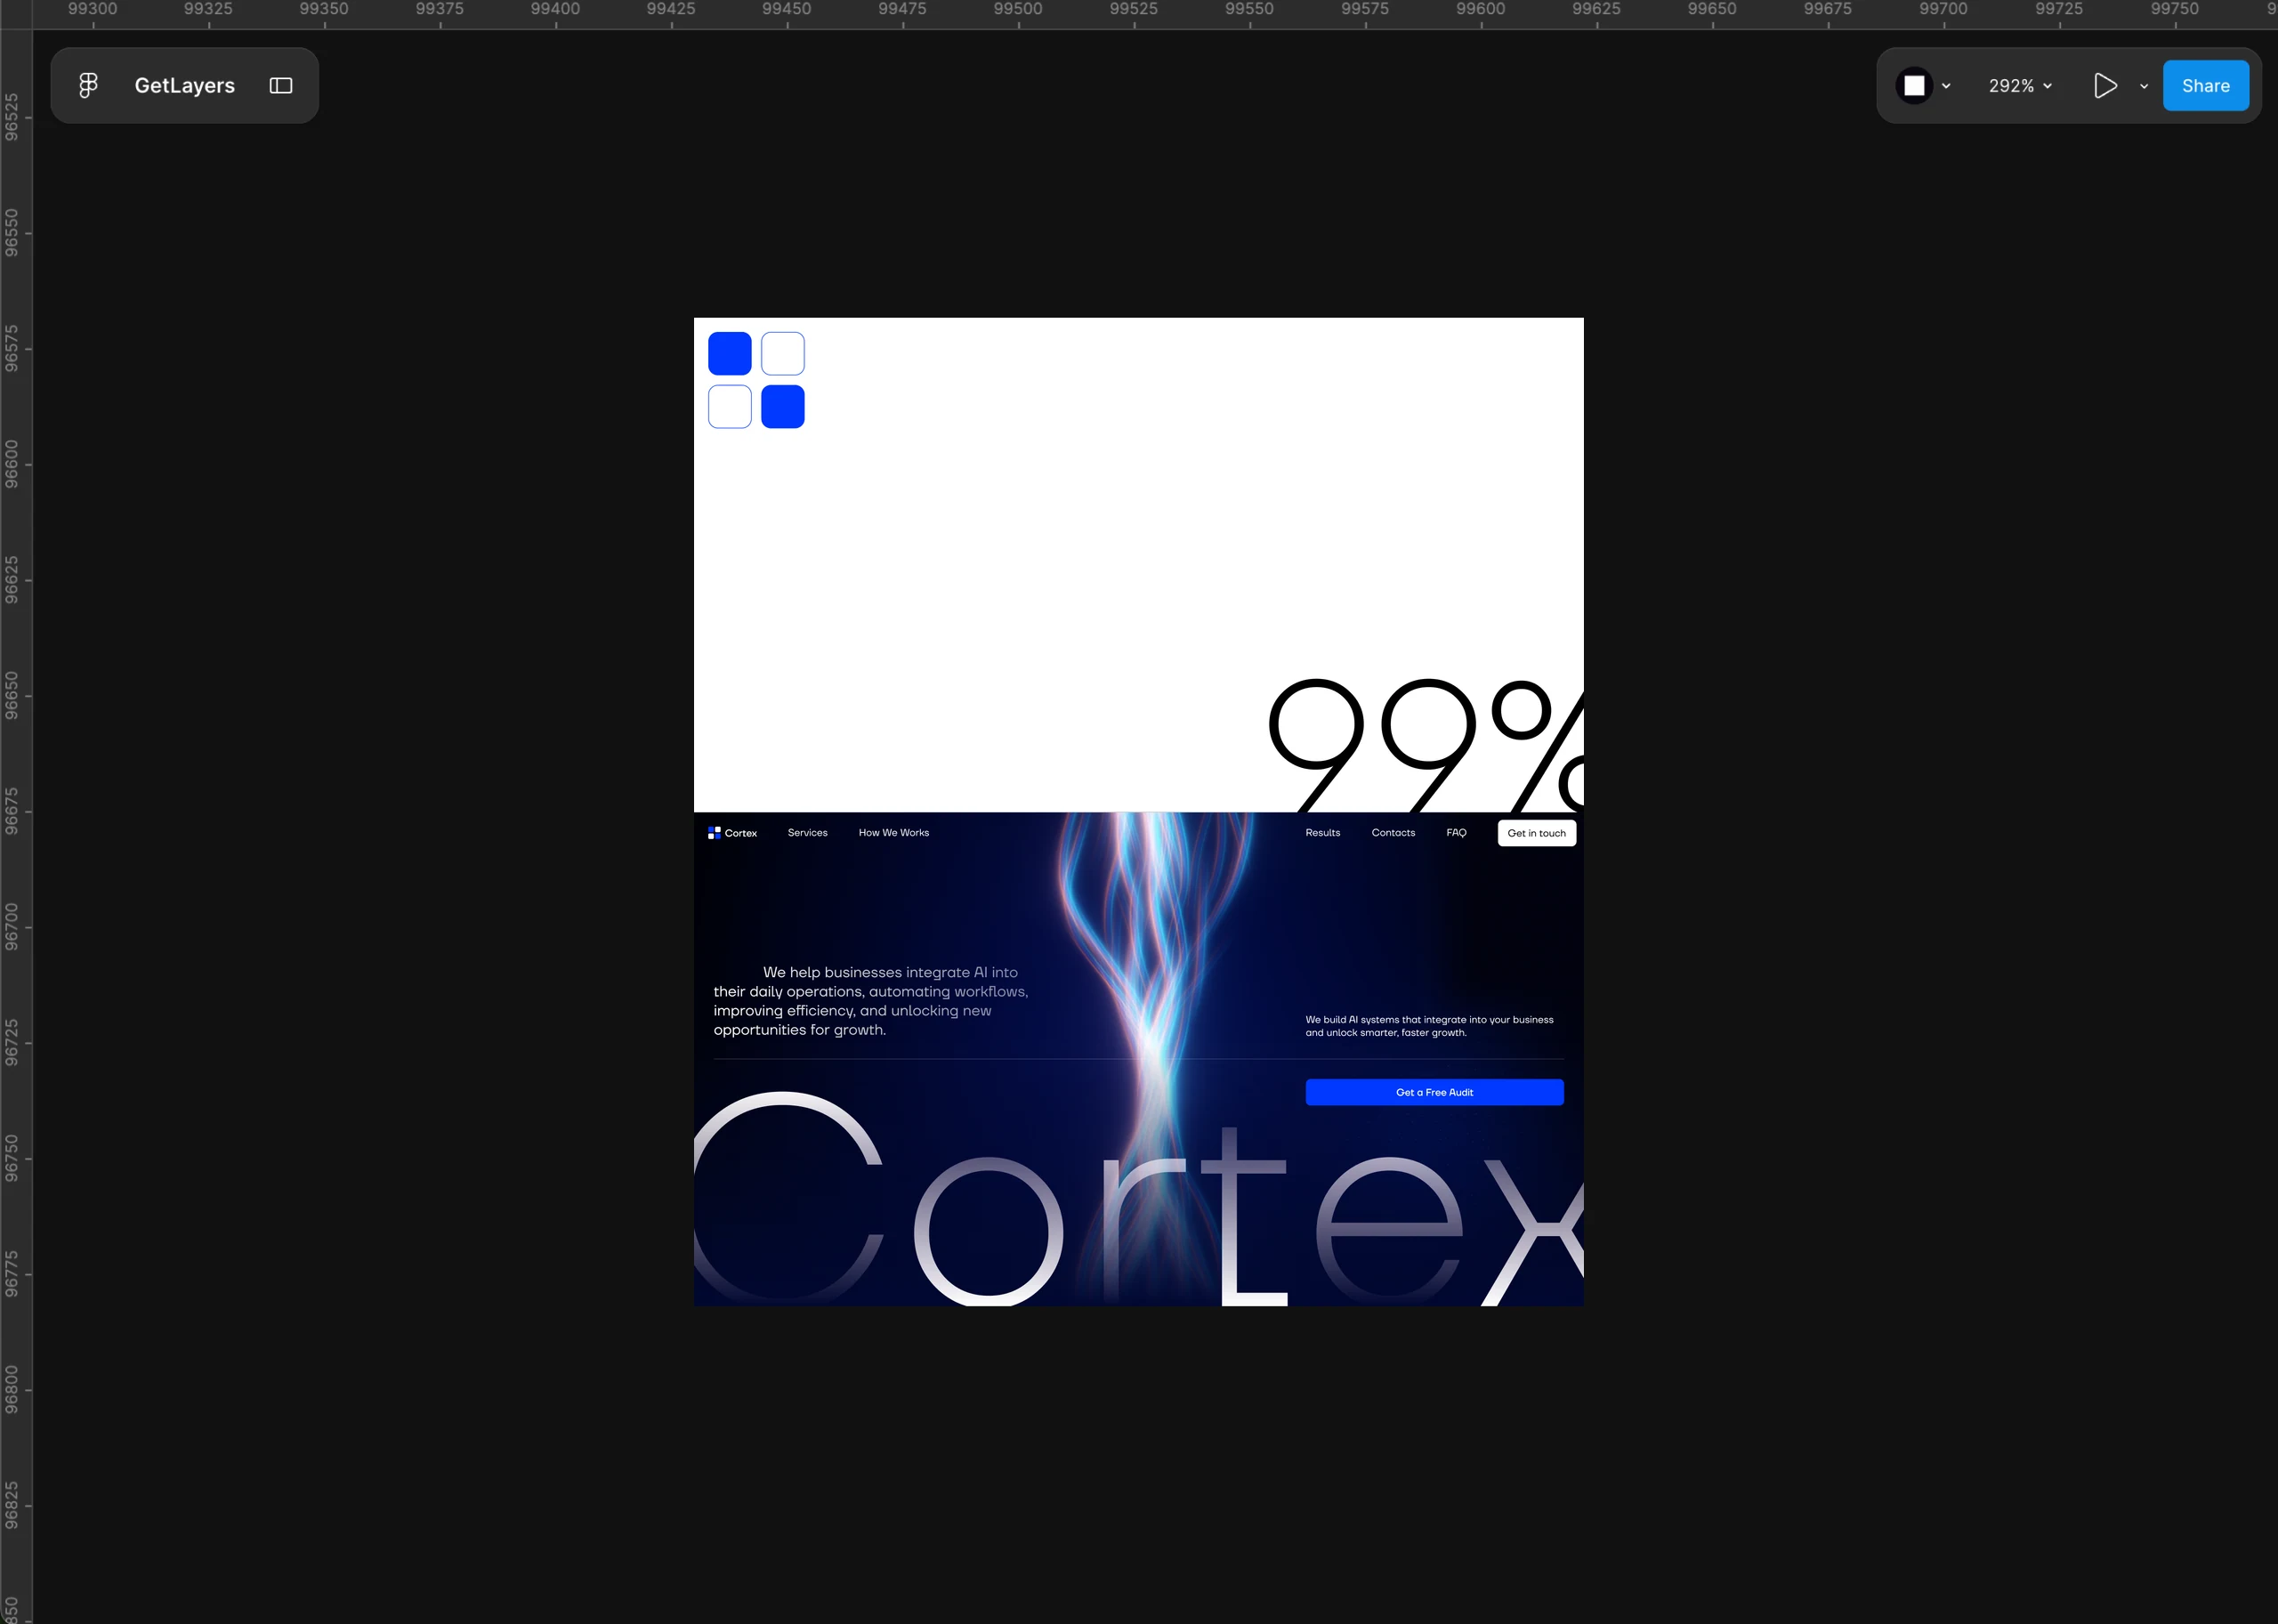 99300 99325 99350 99375 99400 99425 99450 99475 99500 99525 99550 99575 99600 99625 99650 99675 99700 99725 99750
GetLayers
292%
Share
96525
96550
96575
96600
96625
96650
96675
96700
96725
96750
96775
96800
96825
99%
Cortex Services How We Works Results Contacts FAQ Get in touch
We help businesses integrate AI into
their daily operations, automating workflows,
improving efficiency, and unlocking new
opportunities for growth.
We build AI systems that integrate into your business
and unlock smarter, faster growth.
Get a Free Audit
Cortex